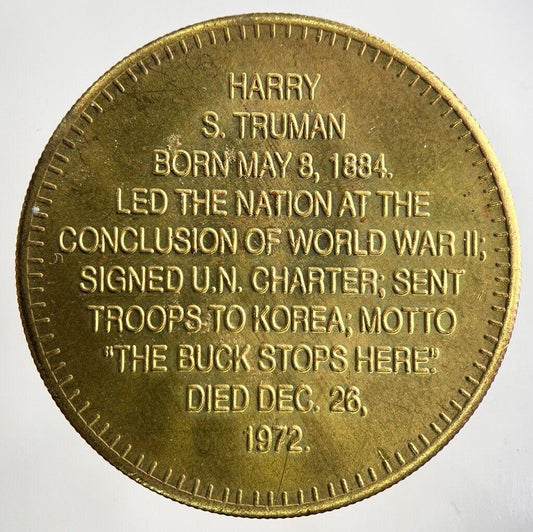 HARRY
S. TRUMAN
BORN MAY 8, 1884.
LED THE NATION AT THE
CONCLUSION OF WORLD WAR II;
SIGNED U.N. CHARTER; SENT
TROOPS TO KOREA; MOTTO
"THE BUCK STOPS HERE."
DIED DEC. 26,
1972.